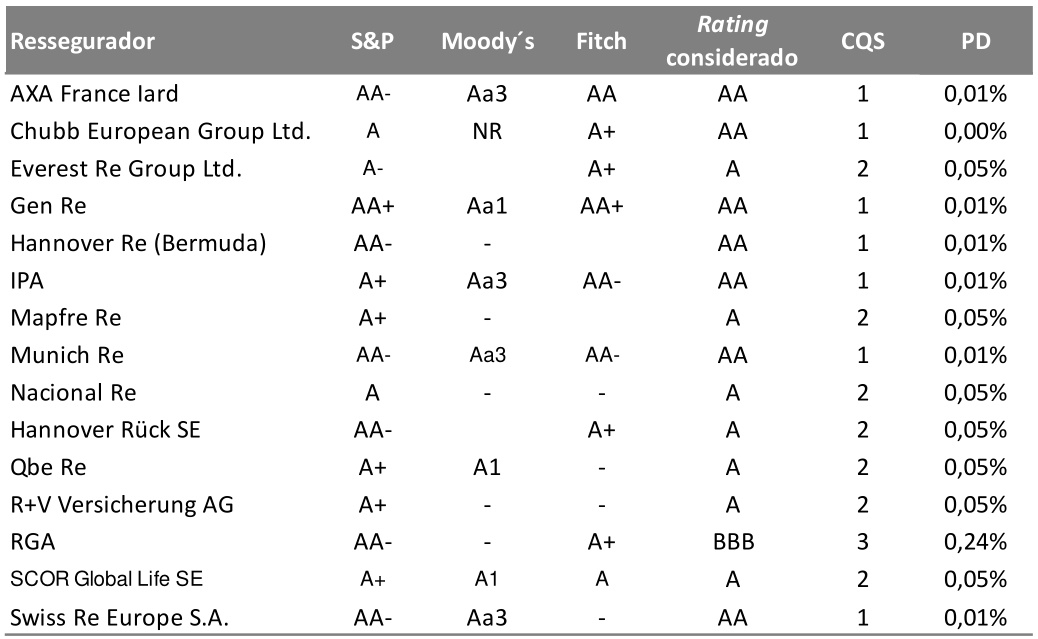 Ressegurador S&P Moody´s Fitch Rating considerado CQS PD
AXA France Iard AA- Aa3 AA AA 1 0,01%
Chubb European Group Ltd. A NR A+ AA 1 0,00%
Everest Re Group Ltd. A- A+ A 2 0,05%
Gen Re AA+ Aa1 AA+ AA 1 0,01%
Hannover Re (Bermuda) AA- - AA 1 0,01%
IPA A+ Aa3 AA- AA 1 0,01%
Mapfre Re A+ - A 2 0,05%
Munich Re AA- Aa3 AA- AA 1 0,01%
Nacional Re A - - A 2 0,05%
Hannover Rück SE AA- A+ A 2 0,05%
Qbe Re A+ A1 - A 2 0,05%
R+V Versicherung AG A+ - - A 2 0,05%
RGA AA- - A+ BBB 3 0,24%
SCOR Global Life SE A+ A1 A A 2 0,05%
Swiss Re Europe S.A. AA- Aa3 - AA 1 0,01%